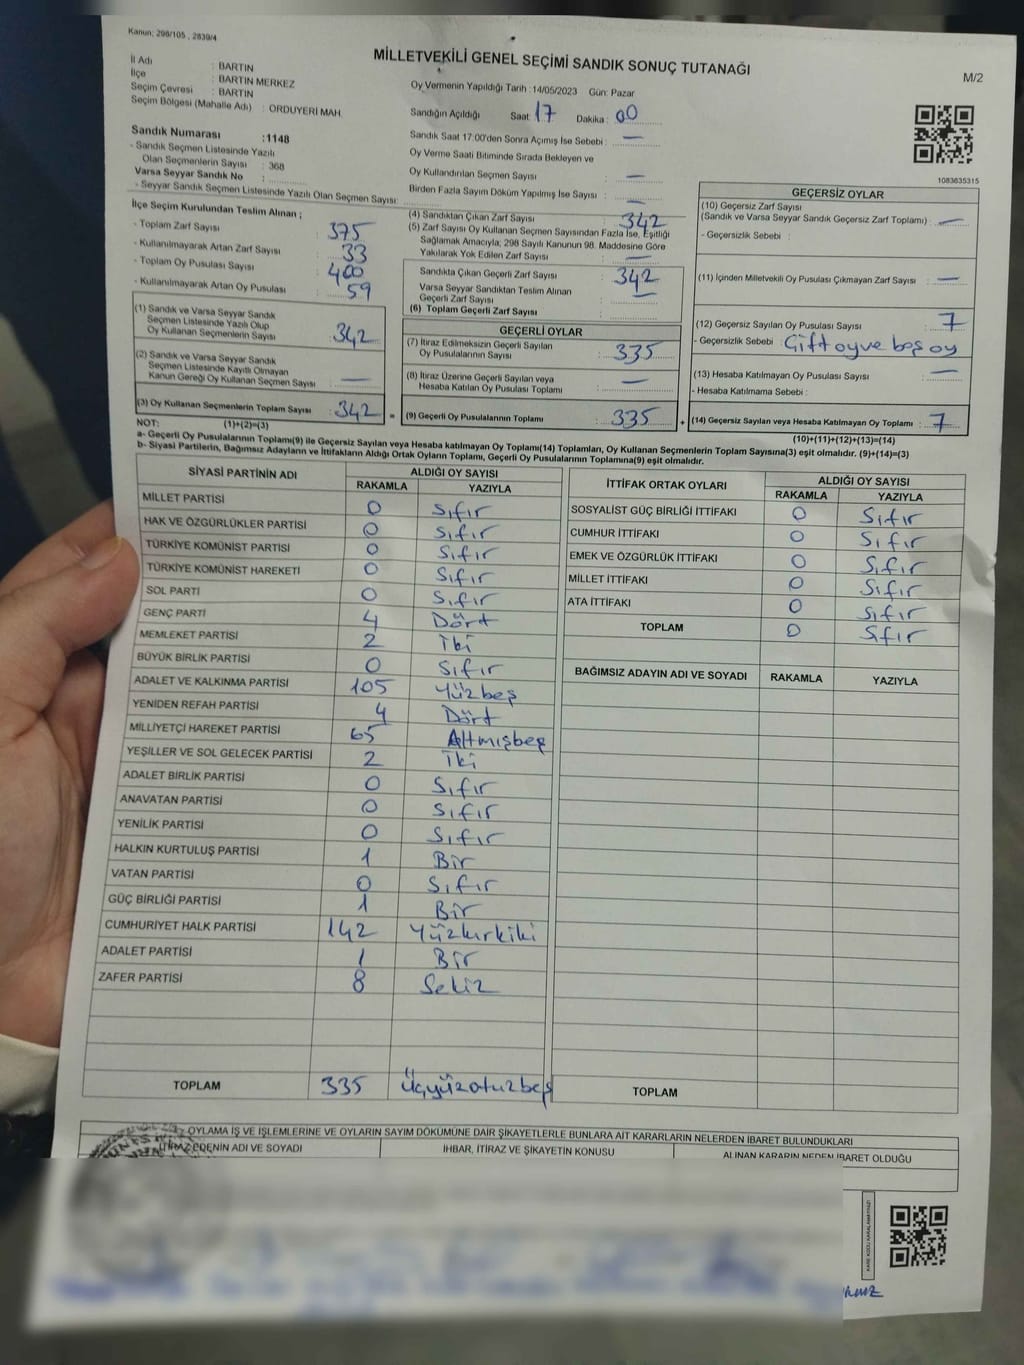 Kanun: 298/105 , 2839/4
MİLLETVEKİLİ GENEL SEÇİMİ SANDIK SONUÇ TUTANAĞI
M/2
İl Adı : BARTIN
İlçe : BARTIN MERKEZ
Seçim Çevresi : BARTIN
Seçim Bölgesi (Mahalle Adı) : ORDUYERİ MAH.
Sandık Numarası :1148
- Sandık Seçmen Listesinde Yazılı
Olan Seçmenlerin Sayısı : 368
Varsa Seyyar Sandık No :
- Seyyar Sandık Seçmen Listesinde Yazılı Olan Seçmen Sayısı:
Oy Vermenin Yapıldığı Tarih :14/05/2023 Gün: Pazar
Sandığın Açıldığı Saat : 17 Dakika : 00
Sandık Saat 17:00'den Sonra Açımış İse Sebebi : —
Oy Verme Saati Bitiminde Sırada Bekleyen ve
Oy Kullandırılan Seçmen Sayısı : —
Birden Fazla Sayım Döküm Yapılmış İse Sayısı : —
1083635315
İlçe Seçim Kurulundan Teslim Alınan ;
- Toplam Zarf Sayısı : 375
- Kullanılmayarak Artan Zarf Sayısı : 33
- Toplam Oy Pusulası Sayısı : 400
- Kullanılmayarak Artan Oy Pusulası : 59
(1) Sandık ve Varsa Seyyar Sandık
Seçmen Listesinde Yazılı Olup
Oy Kullanan Seçmenlerin Sayısı : 342
(2) Sandık ve Varsa Seyyar Sandık
Seçmen Listesinde Kayıtlı Olmayan
Kanun Gereği Oy Kullanan Seçmen Sayısı : —
(3) Oy Kullanan Seçmenlerin Toplam Sayısı : 342 =
(4) Sandıktan Çıkan Zarf Sayısı : 342
(5) Zarf Sayısı Oy Kullanan Seçmen Sayısından Fazla İse, Eşitliği
Sağlamak Amacıyla; 298 Sayılı Kanunun 98. Maddesine Göre
Yakılarak Yok Edilen Zarf Sayısı : —
Sandıkta Çıkan Geçerli Zarf Sayısı : 342
Varsa Seyyar Sandıktan Teslim Alınan
Geçerli Zarf Sayısı : —
(6) Toplam Geçerli Zarf Sayısı :
GEÇERLİ OYLAR
(7) İtiraz Edilmeksizin Geçerli Sayılan
Oy Pusulalarının Sayısı : 335
(8) İtiraz Üzerine Geçerli Sayılan veya
Hesaba Katılan Oy Pusulası Toplamı : —
(9) Geçerli Oy Pusulalarının Toplamı : 335 +
GEÇERSİZ OYLAR
(10) Geçersiz Zarf Sayısı
(Sandık ve Varsa Seyyar Sandık Geçersiz Zarf Toplamı) : —
- Geçersizlik Sebebi :
(11) İçinden Milletvekili Oy Pusulası Çıkmayan Zarf Sayısı : —
(12) Geçersiz Sayılan Oy Pusulası Sayısı : 7
- Geçersizlik Sebebi : Çift oy ve boş oy
(13) Hesaba Katılmayan Oy Pusulası Sayısı : —
- Hesaba Katılmama Sebebi :
(14) Geçersiz Sayılan veya Hesaba Katılmayan Oy Toplamı : 7
NOT: (1)+(2)=(3)
(10)+(11)+(12)+(13)=(14)
a- Geçerli Oy Pusulalarının Toplamı(9) ile Geçersiz Sayılan veya Hesaba Katılmayan Oy Toplamı(14) Toplamları, Oy Kullanan Seçmenlerin Toplam Sayısına(3) eşit olmalıdır. (9)+(14)=(3)
b- Siyasi Partilerin, Bağımsız Adayların ve İttifakların Aldığı Ortak Oyların Toplamı, Geçerli Oy Pusulalarının Toplamına(9) eşit olmalıdır.
SİYASİ PARTİNİN ADI ALDIĞI OY SAYISI
RAKAMLA YAZIYLA
MİLLET PARTİSİ 0 Sıfır
HAK VE ÖZGÜRLÜKLER PARTİSİ 0 Sıfır
TÜRKİYE KOMÜNİST PARTİSİ 0 Sıfır
TÜRKİYE KOMÜNİST HAREKETİ 0 Sıfır
SOL PARTİ 0 Sıfır
GENÇ PARTİ 4 Dört
MEMLEKET PARTİSİ 2 İki
BÜYÜK BİRLİK PARTİSİ 0 Sıfır
ADALET VE KALKINMA PARTİSİ 105 Yüzbeş
YENİDEN REFAH PARTİSİ 4 Dört
MİLLİYETÇİ HAREKET PARTİSİ 65 Altmışbeş
YEŞİLLER VE SOL GELECEK PARTİSİ 2 İki
ADALET BİRLİK PARTİSİ 0 Sıfır
ANAVATAN PARTİSİ 0 Sıfır
YENİLİK PARTİSİ 0 Sıfır
HALKIN KURTULUŞ PARTİSİ 1 Bir
VATAN PARTİSİ 0 Sıfır
GÜÇ BİRLİĞİ PARTİSİ 1 Bir
CUMHURİYET HALK PARTİSİ 142 Yüzkırkiki
ADALET PARTİSİ 1 Bir
ZAFER PARTİSİ 8 Sekiz
TOPLAM 335 Üçyüzotuzbeş
İTTİFAK ORTAK OYLARI ALDIĞI OY SAYISI
RAKAMLA YAZIYLA
SOSYALİST GÜÇ BİRLİĞİ İTTİFAKI 0 Sıfır
CUMHUR İTTİFAKI 0 Sıfır
EMEK VE ÖZGÜRLÜK İTTİFAKI 0 Sıfır
MİLLET İTTİFAKI 0 Sıfır
ATA İTTİFAKI 0 Sıfır
TOPLAM 0 Sıfır
BAĞIMSIZ ADAYIN ADI VE SOYADI RAKAMLA YAZIYLA
TOPLAM
OYLAMA İŞ VE İŞLEMLERİNE VE OYLARIN SAYIM DÖKÜMÜNE DAİR ŞİKAYETLERLE BUNLARA AİT KARARLARIN NELERDEN İBARET BULUNDUKLARI
İTİRAZ EDENİN ADI VE SOYADI İHBAR, İTİRAZ VE ŞİKAYETİN KONUSU ALINAN KARARIN NEDEN İBARET OLDUĞU